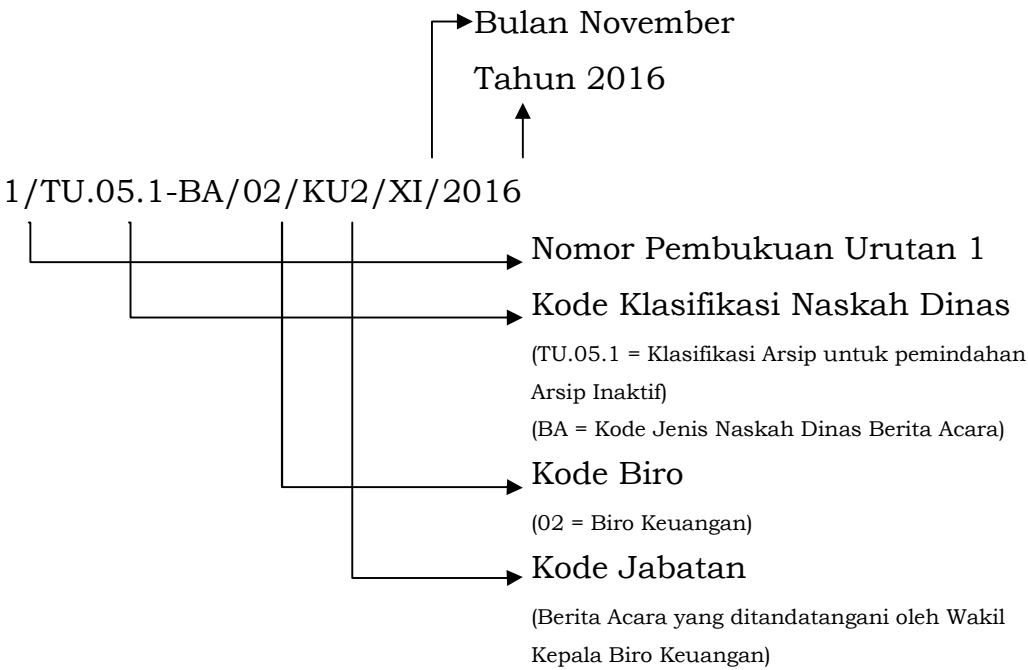 Bulan November
Tahun 2016
1/TU.05.1-BA/02/KU2/XI/2016
Nomor Pembukuan Urutan 1
Kode Klasifikasi Naskah Dinas
(TU.05.1 = Klasifikasi Arsip untuk pemindahan
Arsip Inaktif)
(BA = Kode Jenis Naskah Dinas Berita Acara)
Kode Biro
(02 = Biro Keuangan)
Kode Jabatan
(Berita Acara yang ditandatangani oleh Wakil
Kepala Biro Keuangan)